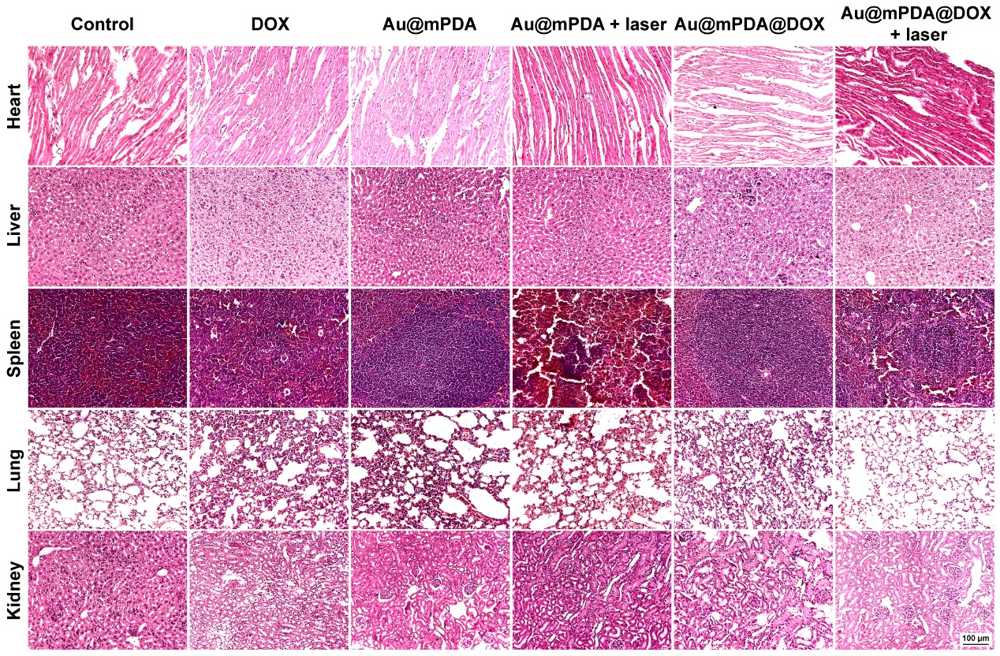 Control
DOX
Au@mPDA
Au@mPDA + laser
Au@mPDA@DOX
Au@mPDA@DOX
+ laser
Heart
Liver
Spleen
Lung
Kidney
100 μm